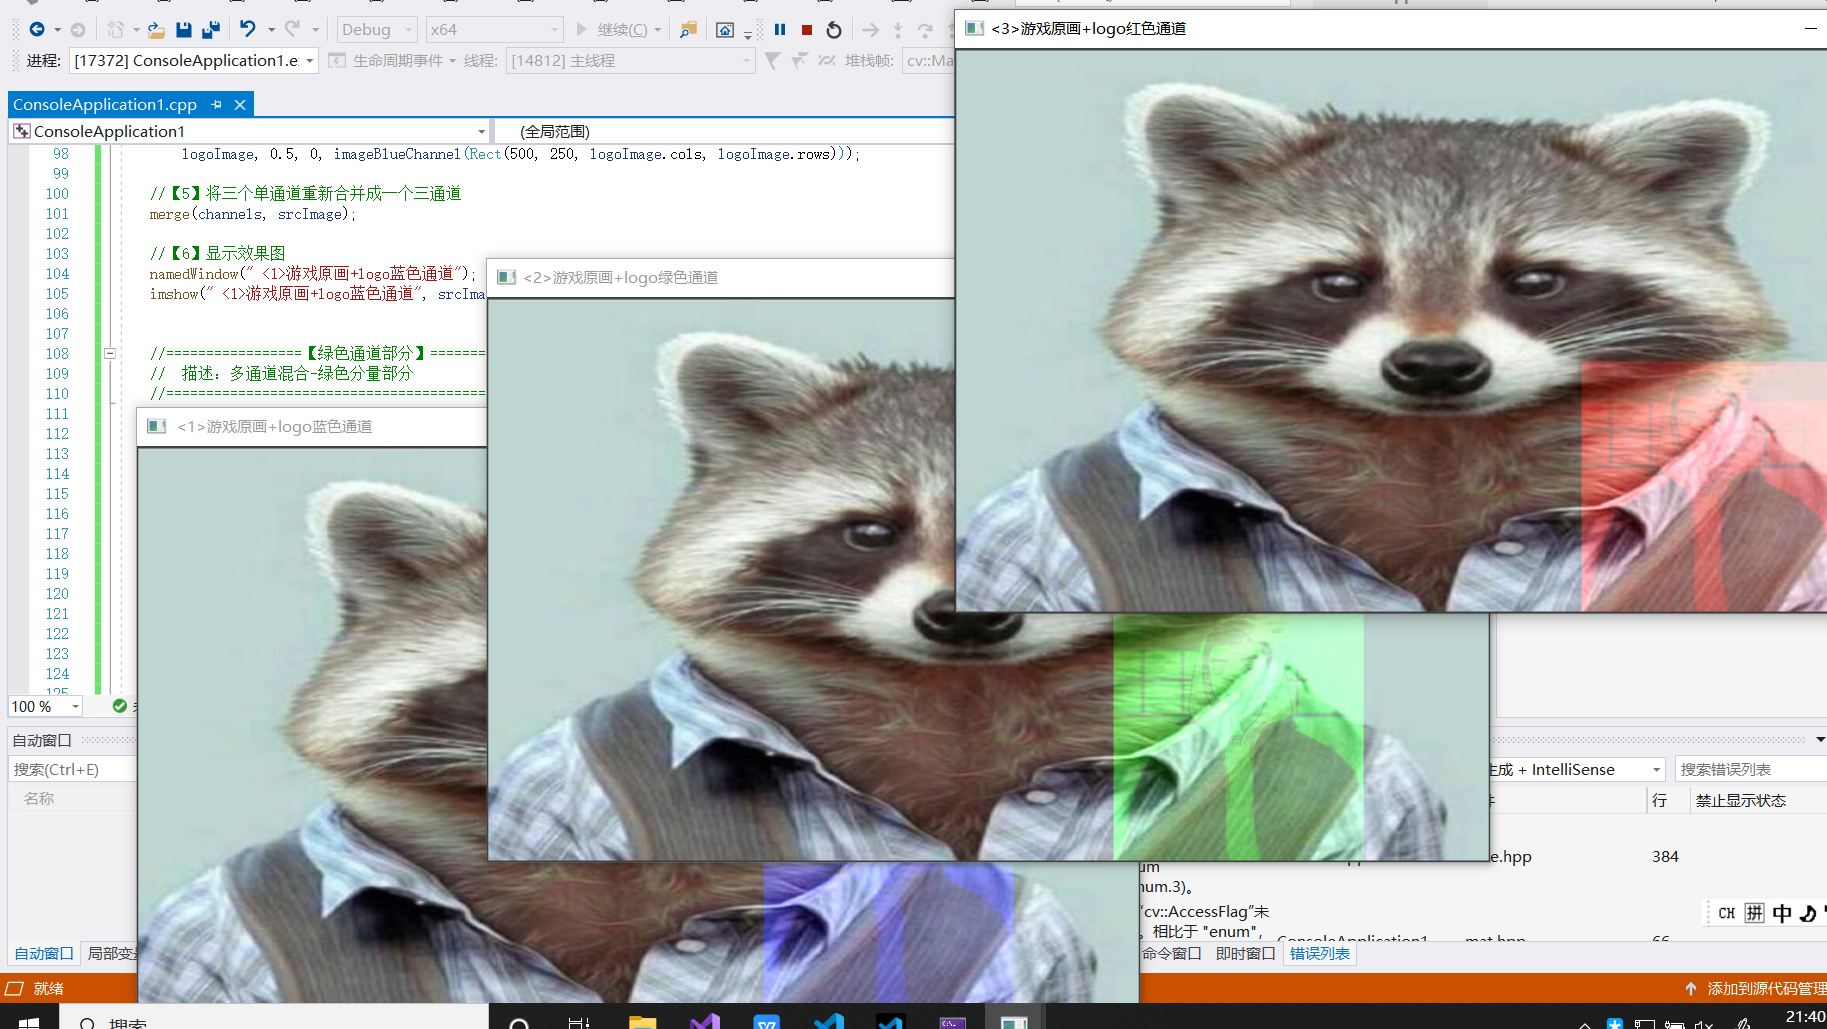 <3>游戏原画+logo红色通道
Debug
x64
继续(C)
进程:
[17372] ConsoleApplication1.e
生命周期事件
线程:
[14812] 主线程
堆栈帧:
cv::Ma
ConsoleApplication1.cpp
ConsoleApplication1
(全局范围)
98 logoImage, 0.5, 0, imageBlueChannel(Rect(500, 250, logoImage.cols, logoImage.rows)));
99
100 //【5】将三个单通道重新合并成一个三通道
101 merge(channels, srcImage);
102
103 //【6】显示效果图
104 namedWindow(" <1>游戏原画+logo蓝色通道");
105 imshow(" <1>游戏原画+logo蓝色通道", srcIma
106
107
108 //=================【绿色通道部分】=======
109 // 描述：多通道混合-绿色分量部分
110 //========================================
111
112
113
114
115
116
117
118
119
120
121
122
123
124
125
<2>游戏原画+logo绿色通道
<1>游戏原画+logo蓝色通道
100 %
自动窗口
搜索(Ctrl+E)
名称
自动窗口
局部变
生成 + IntelliSense
搜索错误列表
行
禁止显示状态
e.hpp
384
num.3)。
"cv::AccessFlag"未
。相比于 "enum",
ConsoleApplication1
mat.hpp
66
命令窗口
即时窗口
错误列表
CH 拼 中
就绪
添加到源代码管理
搜索
21:40